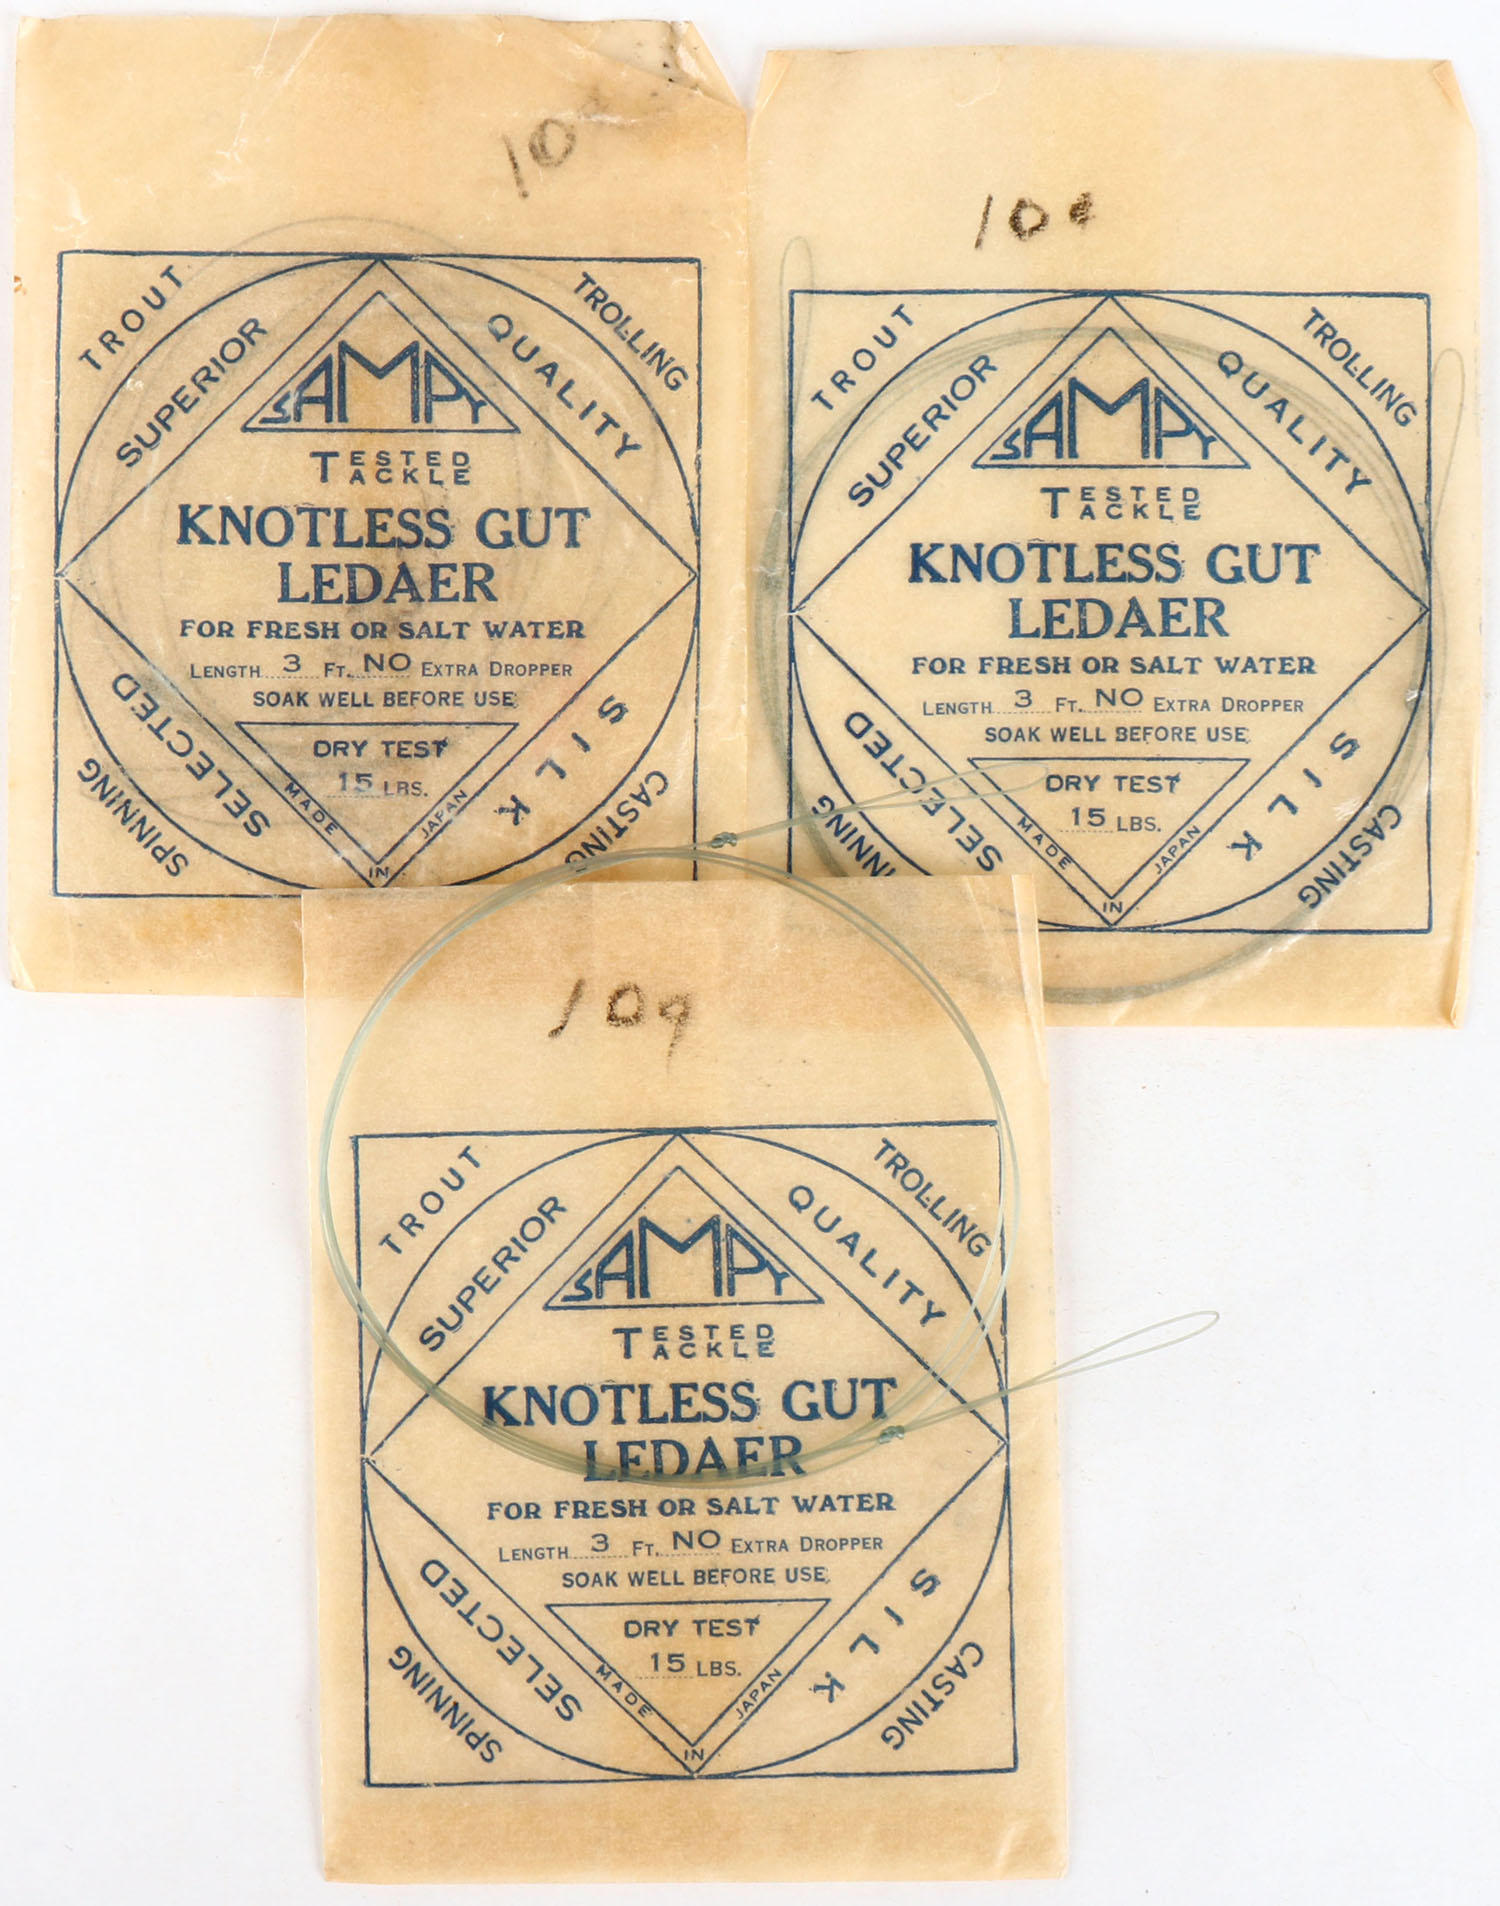 10¢
TROUT
TROLLING
SUPERIOR
QUALITY
SAMPY
TESTED
TACKLE
KNOTLESS GUT
LEDAER
FOR FRESH OR SALT WATER
LENGTH 3 FT. NO EXTRA DROPPER
SOAK WELL BEFORE USE
DRY TEST
15 LBS.
MADE
IN
JAPAN
SELECTED
SILK
SPINNING
CASTING
10¢
TROUT
TROLLING
SUPERIOR
QUALITY
SAMPY
TESTED
TACKLE
KNOTLESS GUT
LEDAER
FOR FRESH OR SALT WATER
LENGTH 3 FT. NO EXTRA DROPPER
SOAK WELL BEFORE USE
DRY TEST
15 LBS.
MADE
IN
JAPAN
SELECTED
SILK
SPINNING
CASTING
10¢
TROUT
TROLLING
SUPERIOR
QUALITY
SAMPY
TESTED
TACKLE
KNOTLESS GUT
LEDAER
FOR FRESH OR SALT WATER
LENGTH 3 FT. NO EXTRA DROPPER
SOAK WELL BEFORE USE
DRY TEST
15 LBS.
MADE
IN
JAPAN
SELECTED
SILK
SPINNING
CASTING